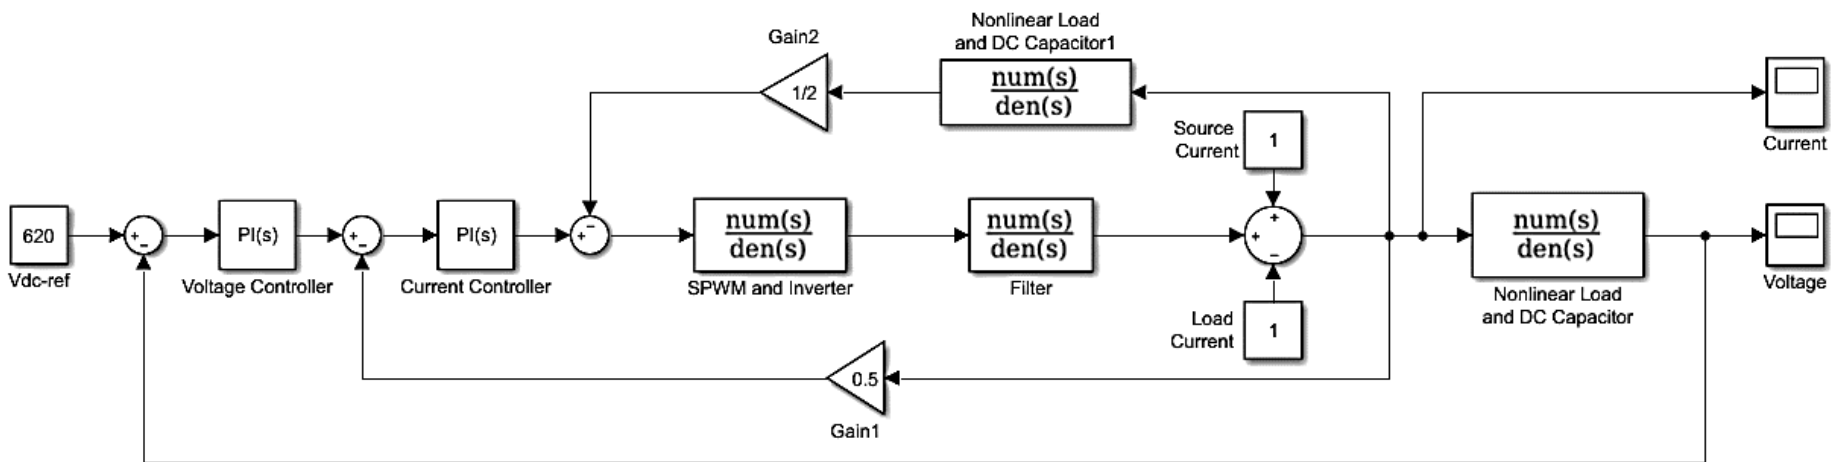 Nonlinear Load
and DC Capacitor1
Gain2
1/2
num(s)
den(s)
Source
Current
1
+
Current
620
Vdc-ref
+
−
PI(s)
Voltage Controller
+
−
PI(s)
Current Controller
+
−
num(s)
den(s)
SPWM and Inverter
num(s)
den(s)
Filter
+
−
num(s)
den(s)
Nonlinear Load
and DC Capacitor
Voltage
Load
Current
1
0.5
Gain1